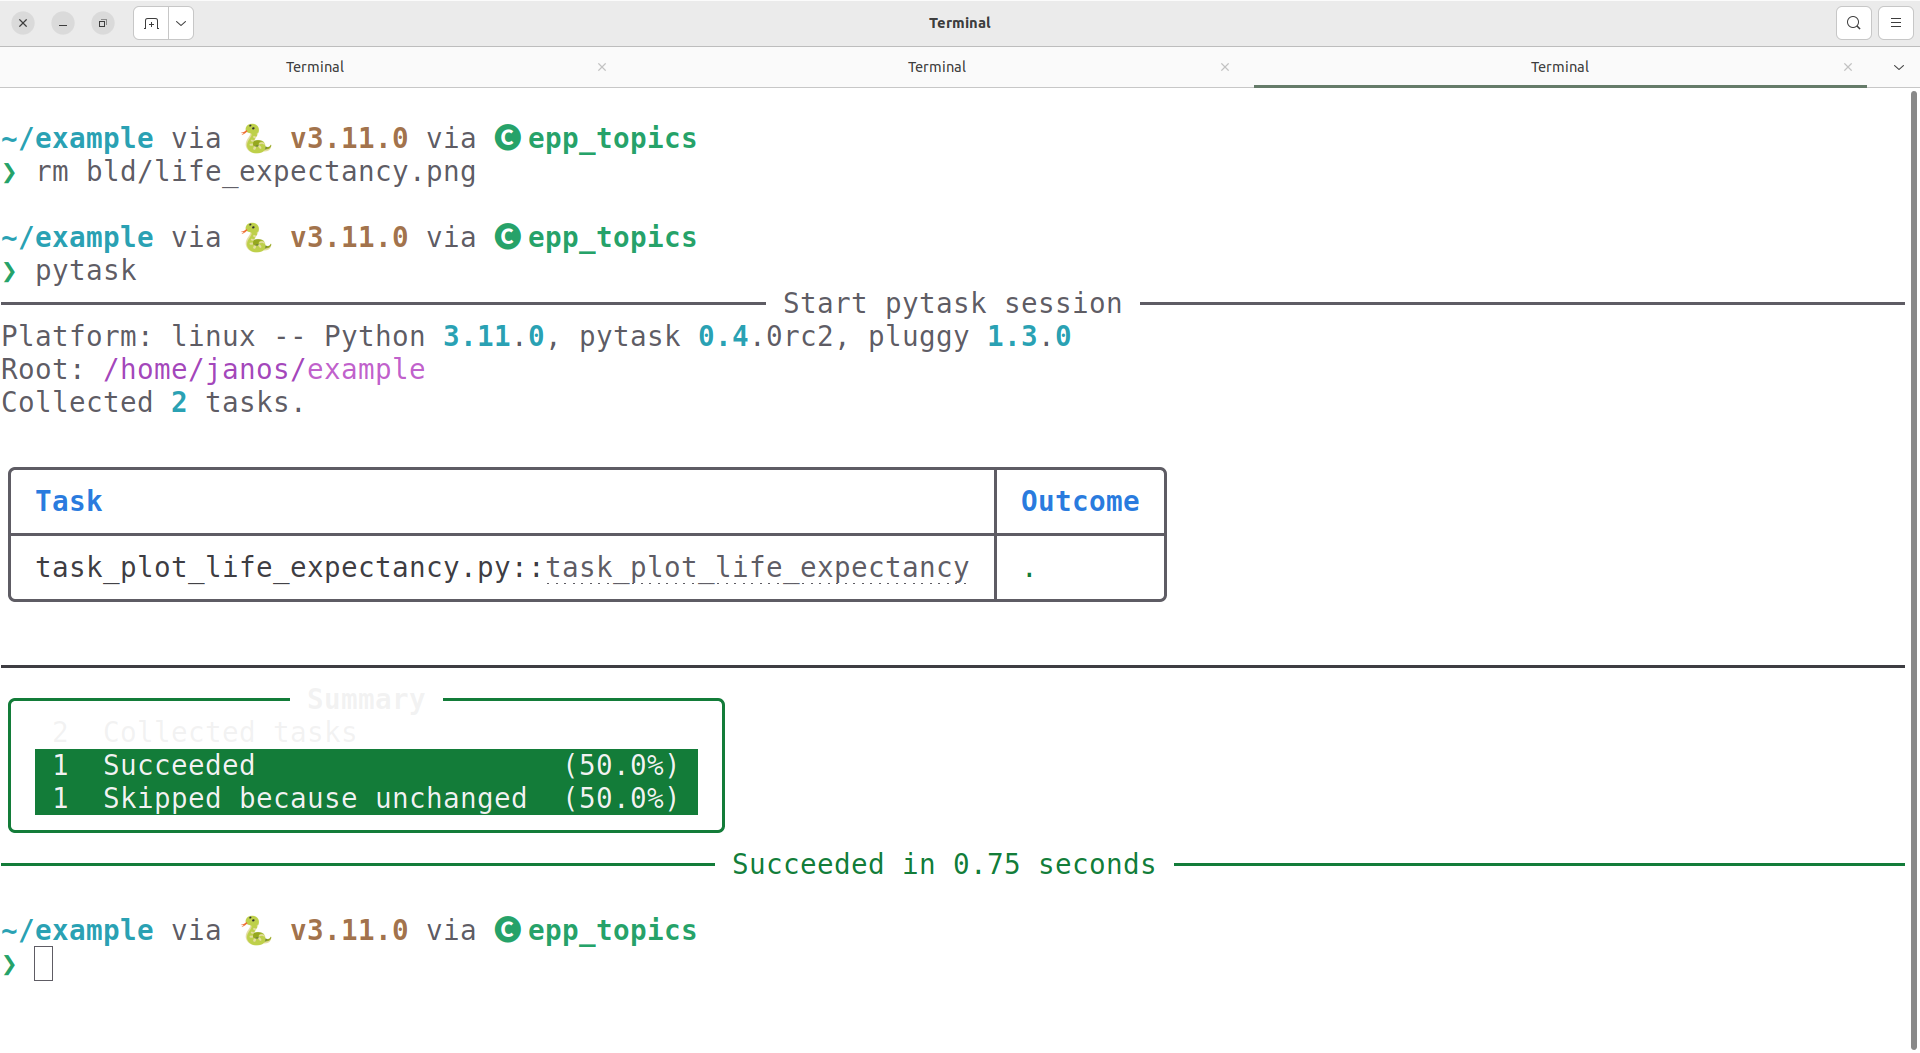 Terminal
Terminal Terminal Terminal
~/example via 🐍 v3.11.0 via 🅒 epp_topics
❯ rm bld/life_expectancy.png
~/example via 🐍 v3.11.0 via 🅒 epp_topics
❯ pytask
Start pytask session
Platform: linux -- Python 3.11.0, pytask 0.4.0rc2, pluggy 1.3.0
Root: /home/janos/example
Collected 2 tasks.
Task Outcome
task_plot_life_expectancy.py::task_plot_life_expectancy .
Summary
2 Collected tasks
1 Succeeded (50.0%)
1 Skipped because unchanged (50.0%)
Succeeded in 0.75 seconds
~/example via 🐍 v3.11.0 via 🅒 epp_topics
❯